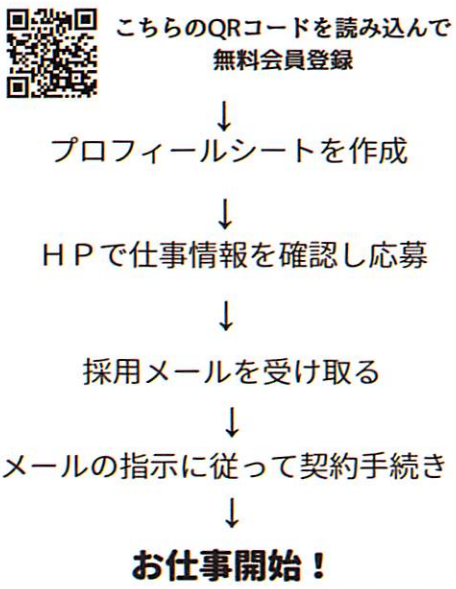 こちらのQRコードを読み込んで
無料会員登録
↓
プロフィールシートを作成
↓
ＨＰで仕事情報を確認し応募
↓
採用メールを受け取る
↓
メールの指示に従って契約手続き
↓
お仕事開始！